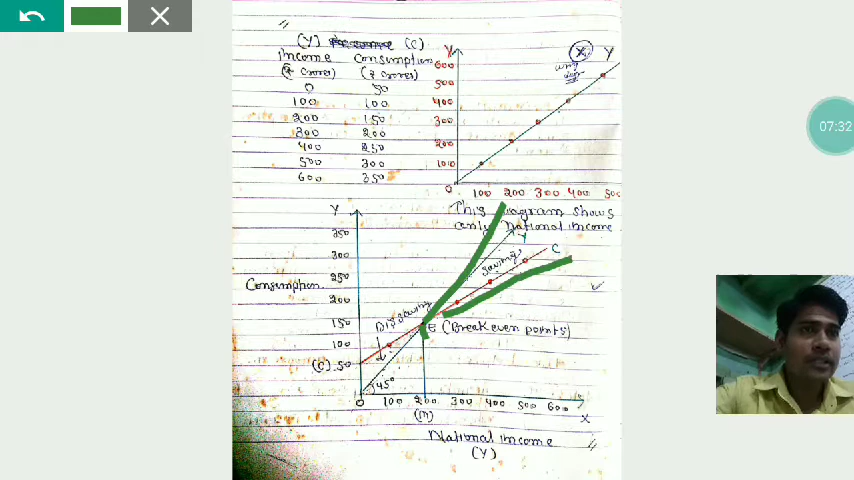 (Y) (C)
Income Consumption
(₹ crores) (₹ crores)
0 50
100 100
200 150
300 200
400 250
500 300
600 350
Y
600
500
400
300
200
100
0 100 200 300 400 500
X
Y
This diagram shows
only National income
Y
350
300
250
200
150
100
(C) 50
Consumption
Y
C
saving
Dissaving
E (Break even points)
45°
0 100 200 300 400 500 600
X
(M)
National income
(Y)
07:32